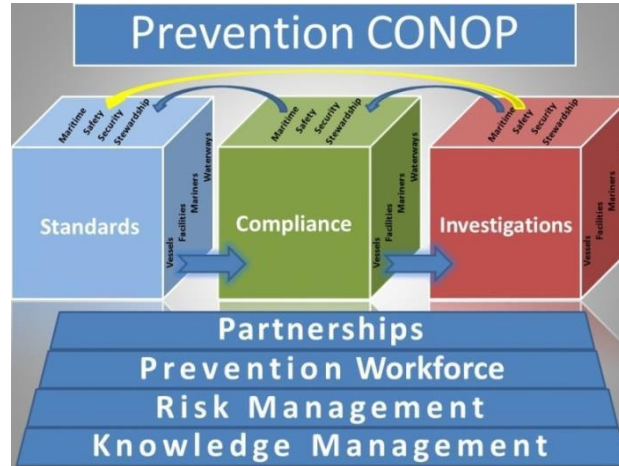 Prevention CONOP
Maritime
Safety
Security
Stewardship
Maritime
Safety
Security
Stewardship
Maritime
Safety
Security
Stewardship
Standards
Vessels
Facilities
Mariners
Waterways
Compliance
Vessels
Facilities
Mariners
Waterways
Investigations
Vessels
Facilities
Mariners
Waterways
Partnerships
Prevention Workforce
Risk Management
Knowledge Management